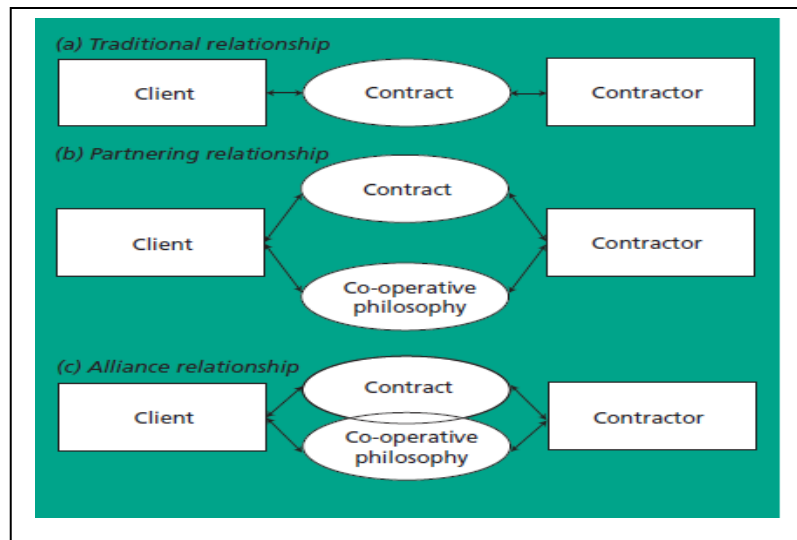 (a) Traditional relationship
Client
Contract
Contractor
(b) Partnering relationship
Contract
Client
Contractor
Co-operative
philosophy
(c) Alliance relationship
Contract
Client
Contractor
Co-operative
philosophy